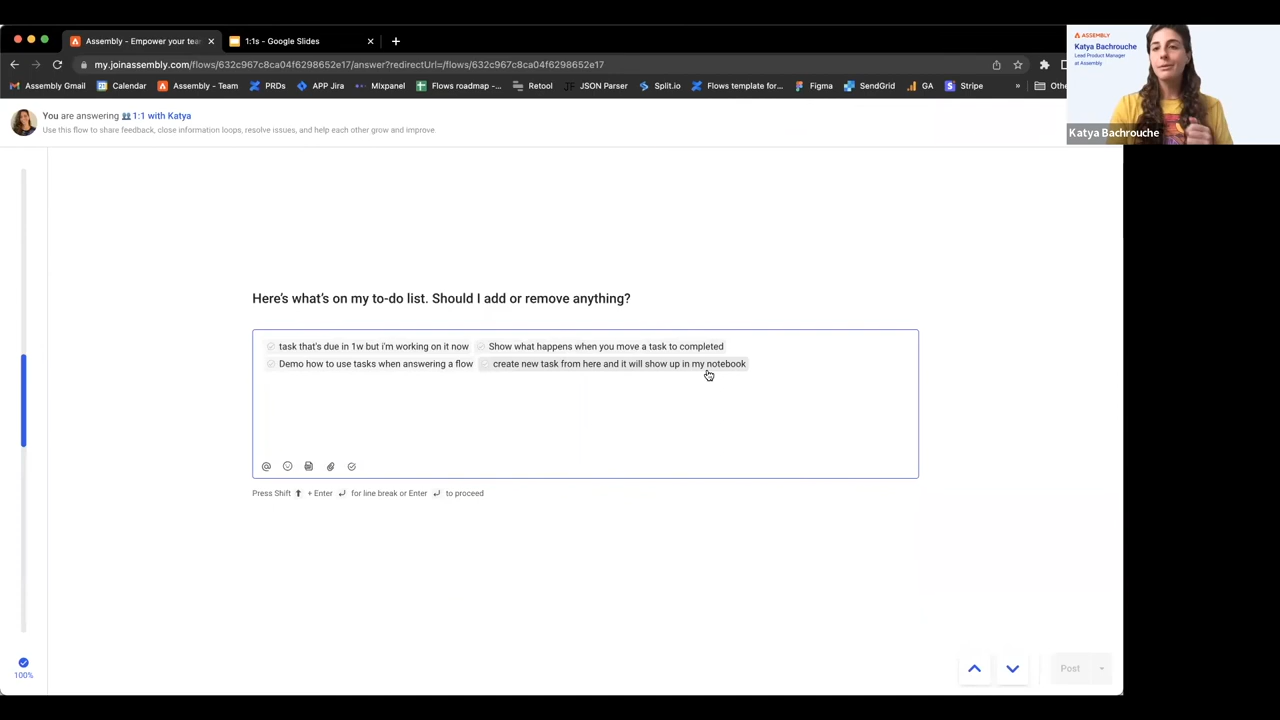 Assembly - Empower your tea
1:1s - Google Slides
my.joinassembly.com/flows/632c967c8ca04f6298652e17/answer
url=/flows/632c967c8ca04f6298652e17
Assembly Gmail
Calendar
Assembly - Team
PRDs
APP Jira
Mixpanel
Flows roadmap -...
Retool
JF JSON Parser
Split.io
Flows template for...
Figma
SendGrid
GA
Stripe
»
Othe
ASSEMBLY
Katya Bachrouche
Lead Product Manager
at Assembly
Katya Bachrouche
You are answering 1:1 with Katya
Use this flow to share feedback, close information loops, resolve issues, and help each other grow and improve.
Here's what's on my to-do list. Should I add or remove anything?
task that's due in 1w but i'm working on it now Show what happens when you move a task to completed
Demo how to use tasks when answering a flow create new task from here and it will show up in my notebook
@
Press Shift + Enter for line break or Enter to proceed
100%
Post